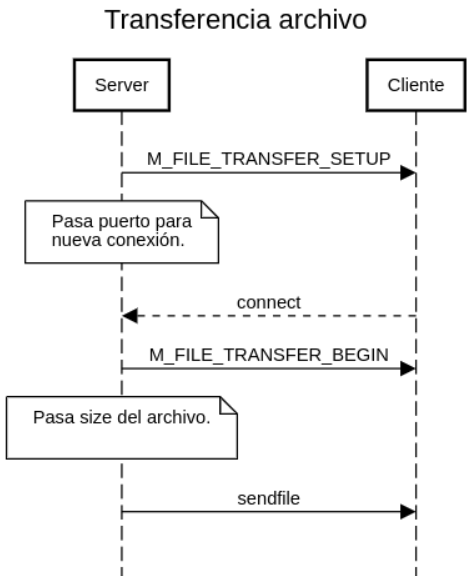 Transferencia archivo
Server
Cliente
M_FILE_TRANSFER_SETUP
Pasa puerto para
nueva conexión.
connect
M_FILE_TRANSFER_BEGIN
Pasa size del archivo.
sendfile